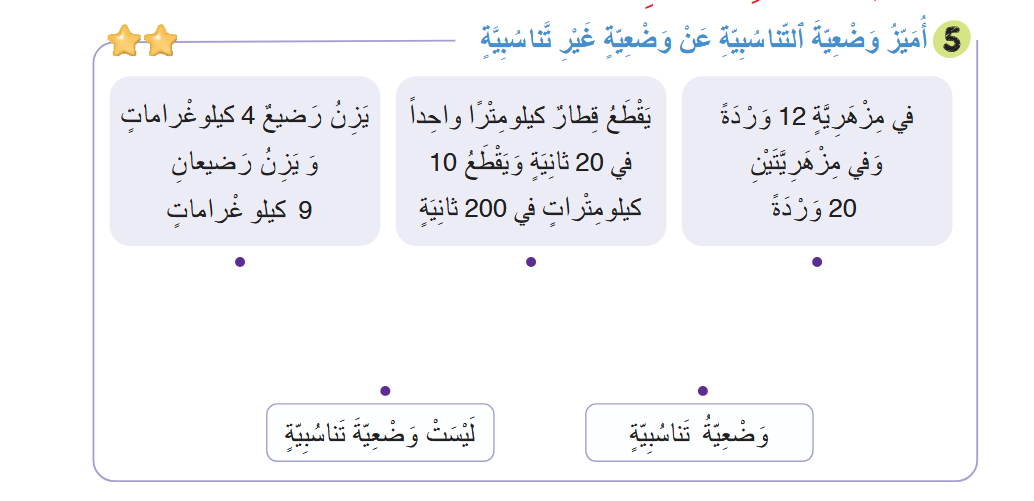 5 أُمَيِّزُ وَضْعِيَّةَ ٱلتَّناسُبِيَّةِ عَنْ وَضْعِيَّةٍ غَيْرِ تَّناسُبِيَّةٍ
في مِزْهَرِيَّةٍ 12 وَرْدَةً
وَفي مِزْهَرِيَّتَيْنِ
20 وَرْدَةً
يَقْطَعُ قِطارٌ كيلومِتْرًا واحِداً
في 20 ثانِيَةٍ وَيَقْطَعُ 10
كيلومِتْراتٍ في 200 ثانِيَةٍ
يَزِنُ رَضيعٌ 4 كيلوغْراماتٍ
وَ يَزِنُ رَضيعانِ
9 كيلو غْراماتٍ
وَضْعِيَّةُ تَناسُبِيَّةٍ
لَيْسَتْ وَضْعِيَّةَ تَناسُبِيَّةٍ